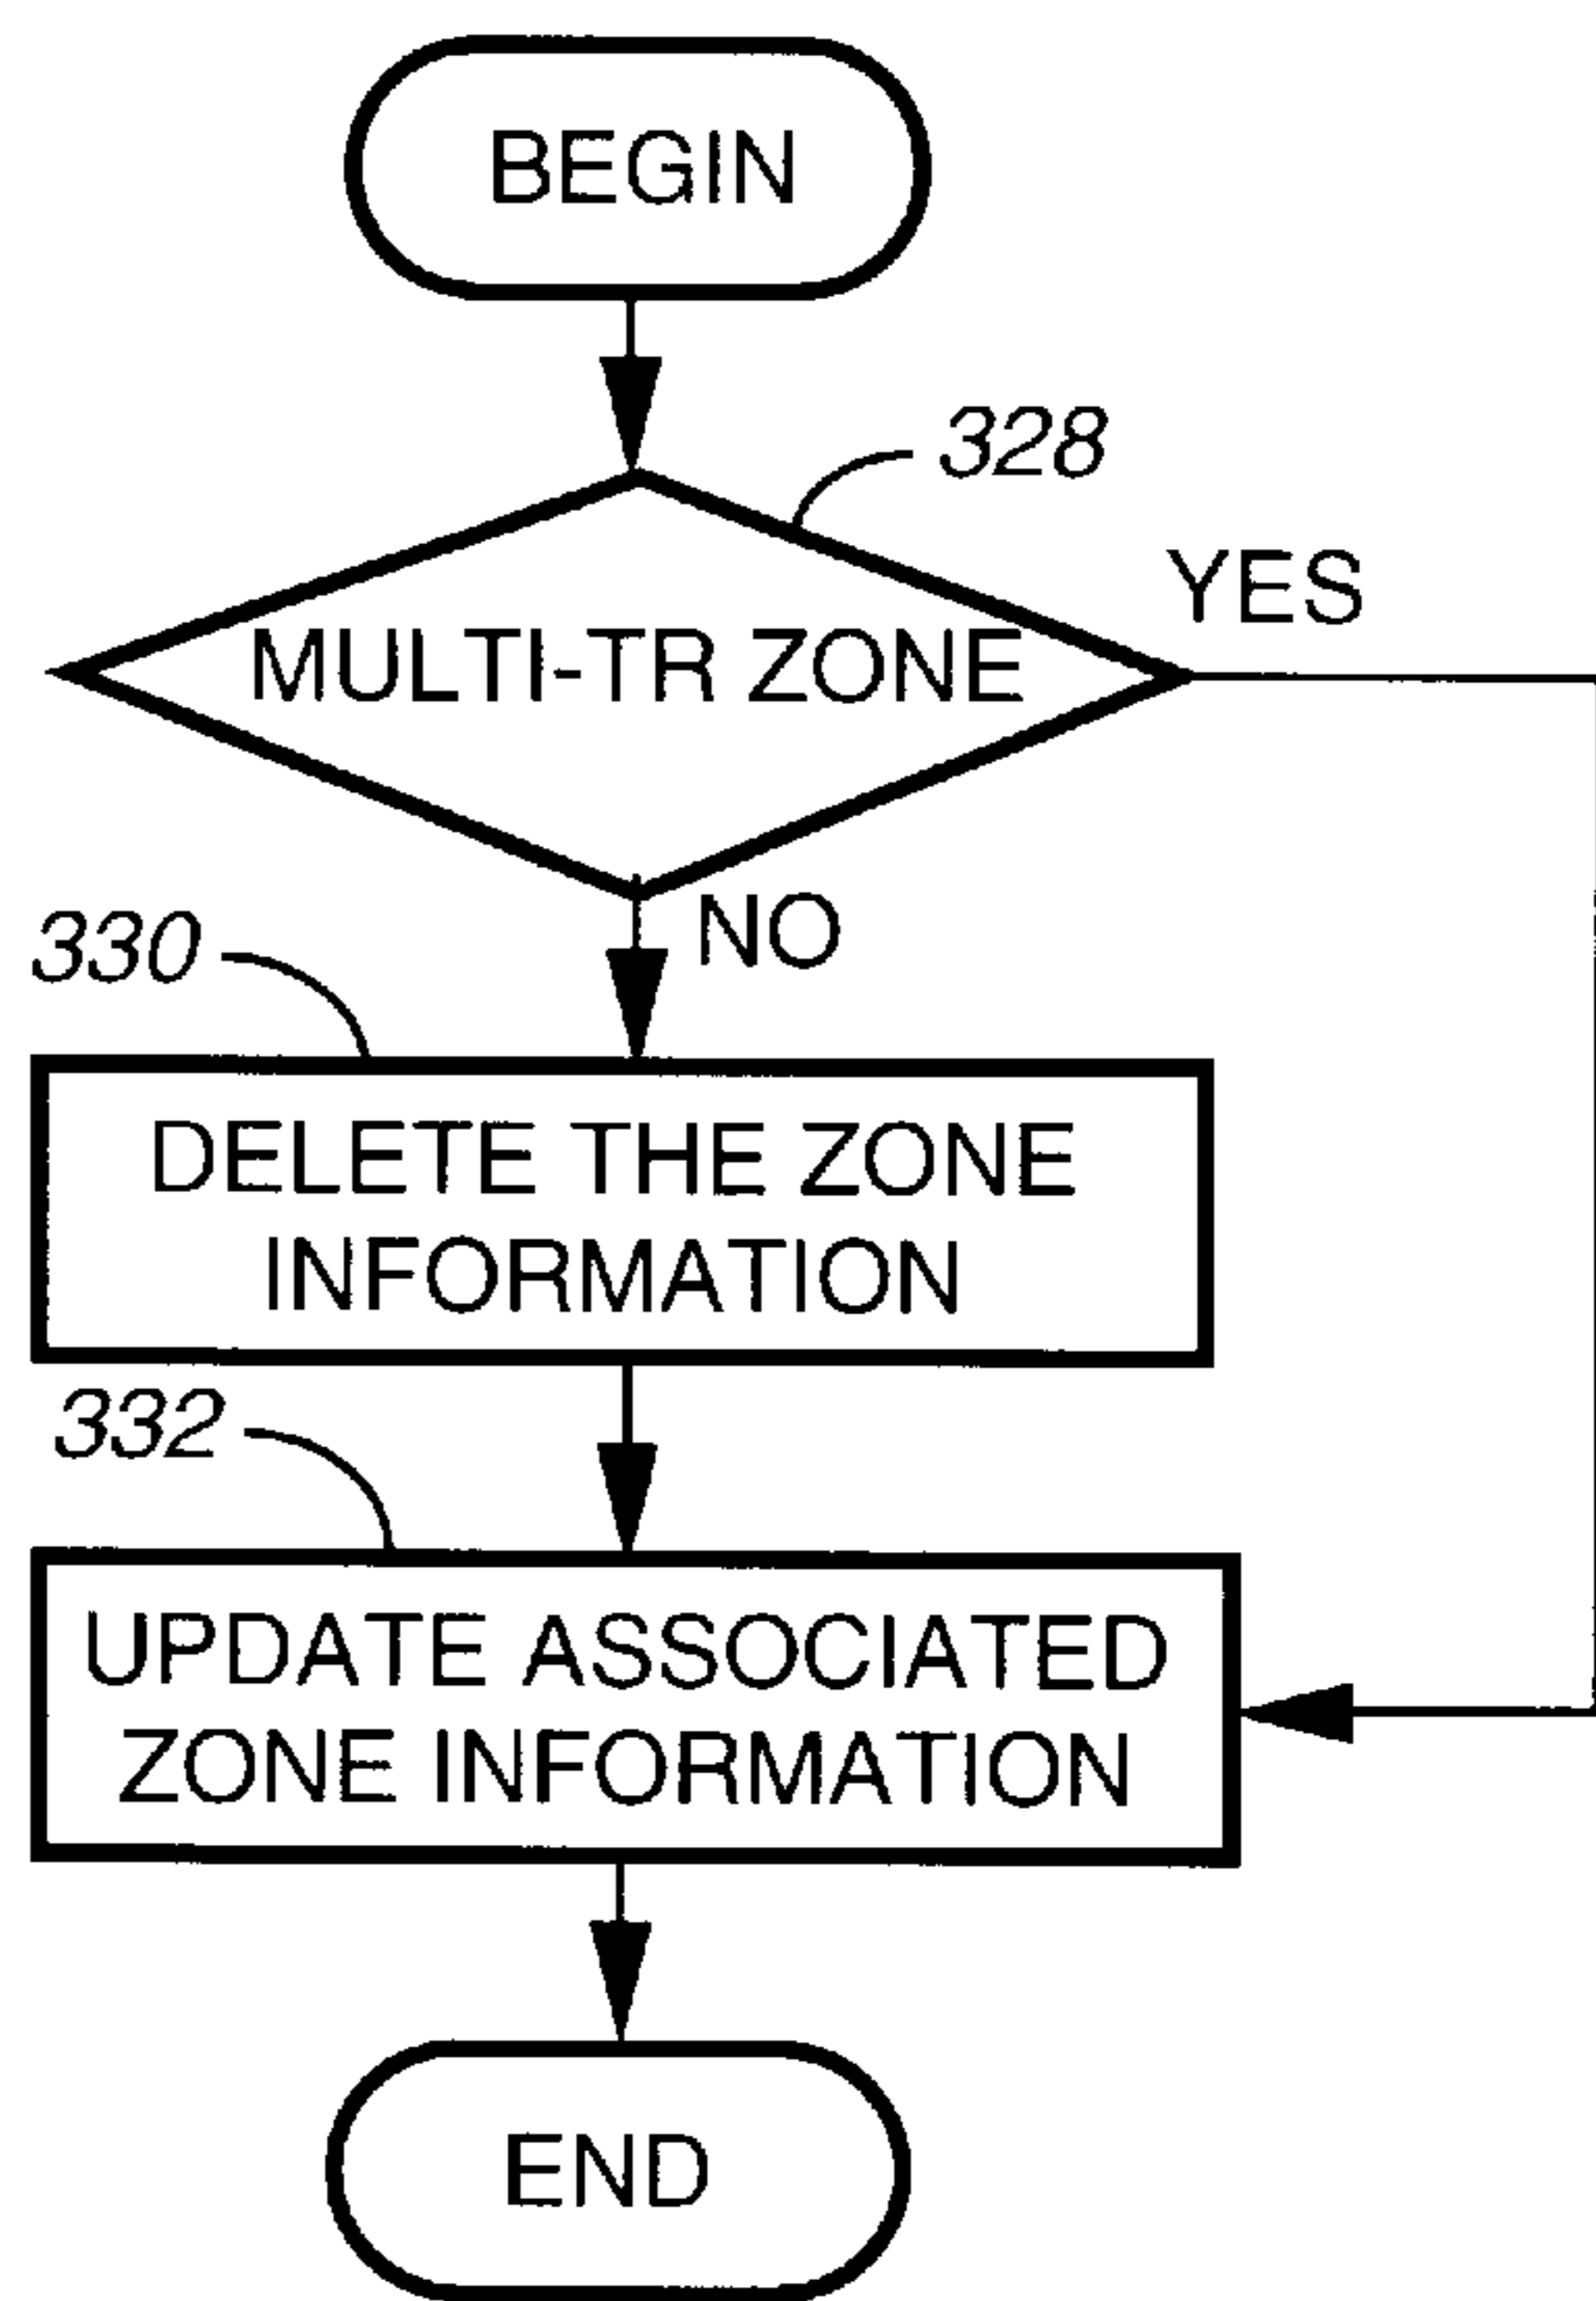 BEGIN
328
MULTI-TR ZONE
YES
NO
330
DELETE THE ZONE
INFORMATION
332
UPDATE ASSOCIATED
ZONE INFORMATION
END